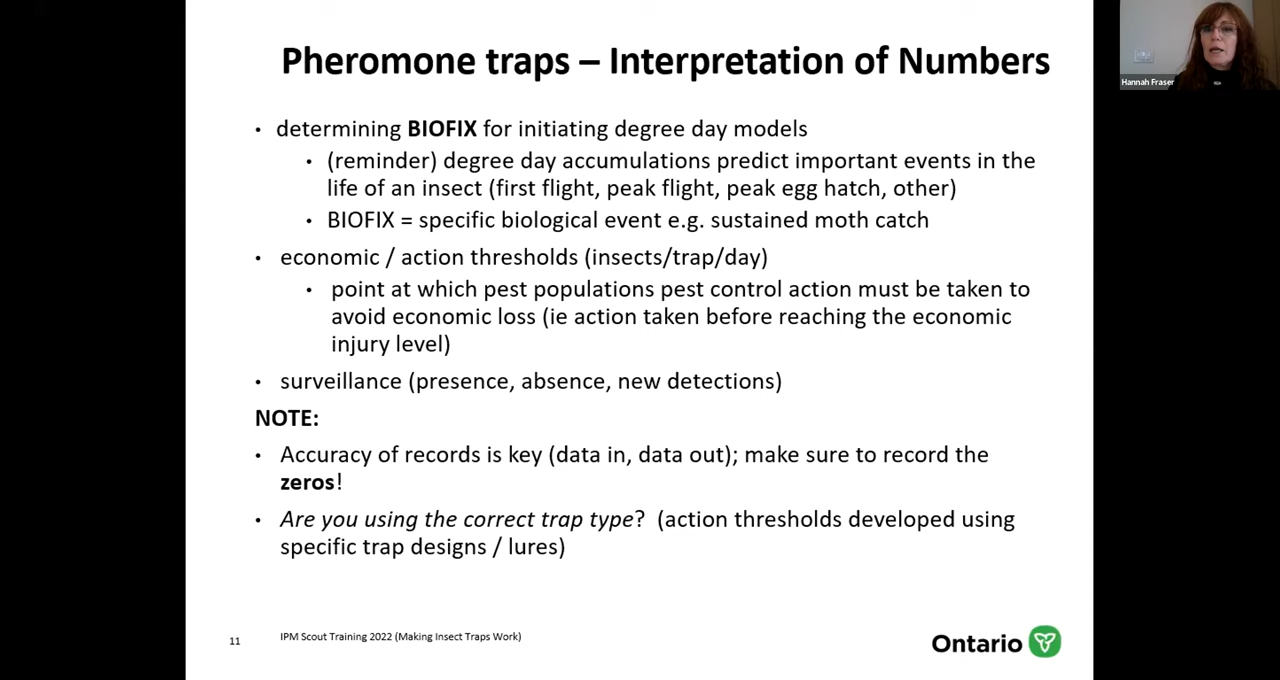 Pheromone traps – Interpretation of Numbers
Hannah Fraser
• determining BIOFIX for initiating degree day models
• (reminder) degree day accumulations predict important events in the
life of an insect (first flight, peak flight, peak egg hatch, other)
• BIOFIX = specific biological event e.g. sustained moth catch
• economic / action thresholds (insects/trap/day)
• point at which pest populations pest control action must be taken to
avoid economic loss (ie action taken before reaching the economic
injury level)
• surveillance (presence, absence, new detections)
NOTE:
• Accuracy of records is key (data in, data out); make sure to record the
zeros!
• Are you using the correct trap type? (action thresholds developed using
specific trap designs / lures)
11
IPM Scout Training 2022 (Making Insect Traps Work)
Ontario